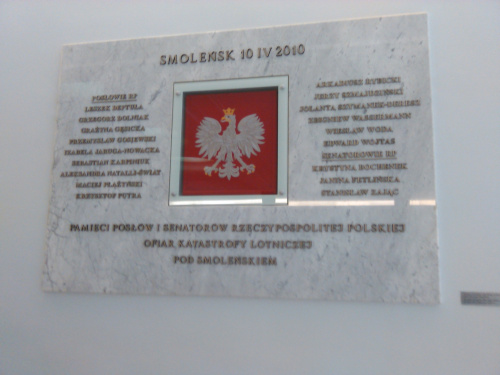 SMOLEŃSK 10 IV 2010
POSŁOWIE RP
LESZEK DEPTUŁA
GRZEGORZ DOLNIAK
GRAŻYNA GĘSICKA
PRZEMYSŁAW GOSIEWSKI
IZABELA JARUGA-NOWACKA
SEBASTIAN KARPINIUK
ALEKSANDRA NATALLI-ŚWIAT
MACIEJ PŁAŻYŃSKI
KRZYSZTOF PUTRA
ARKADIUSZ RYBICKI
JERZY SZMAJDZIŃSKI
JOLANTA SZYMANEK-DERESZ
ZBIGNIEW WASSERMANN
WIESŁAW WODA
EDWARD WOJTAS
SENATOROWIE RP
KRYSTYNA BOCHENEK
JANINA FETLIŃSKA
STANISŁAW ZAJĄC
PAMIĘCI POSŁÓW I SENATORÓW RZECZYPOSPOLITEJ POLSKIEJ
OFIAR KATASTROFY LOTNICZEJ
POD SMOLEŃSKIEM